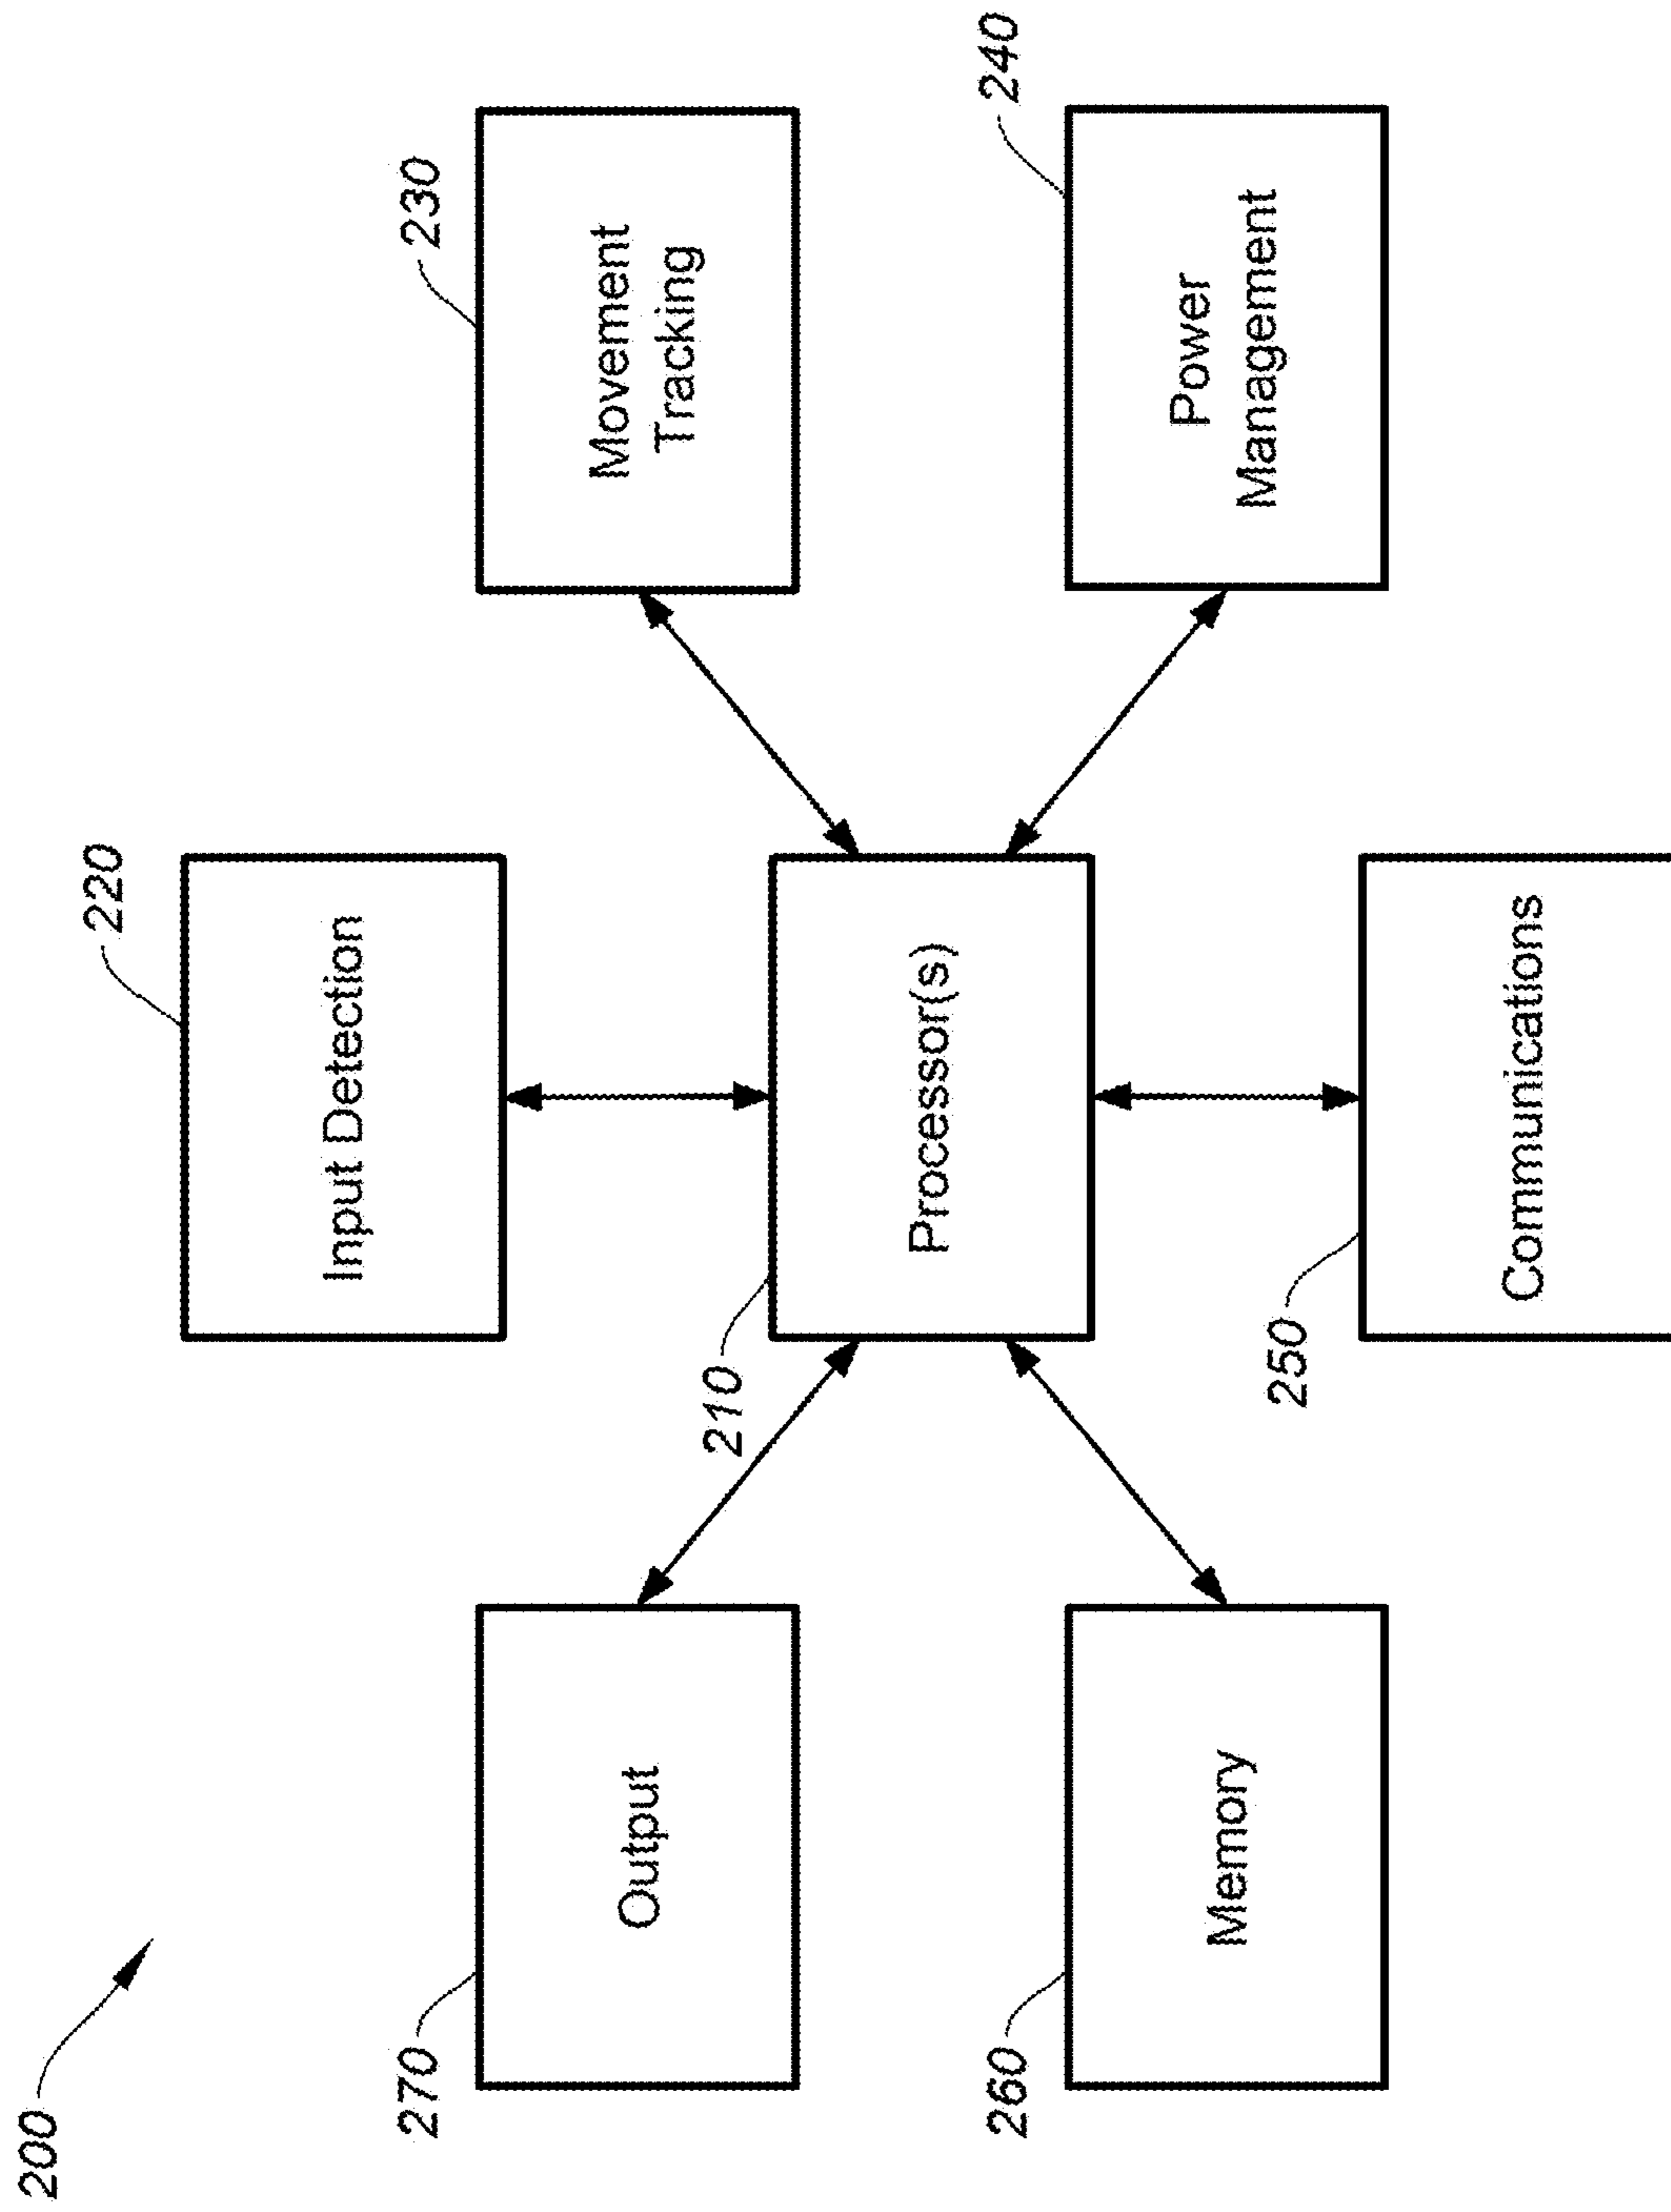 200
220
Input Detection
270
Output
230
Movement
Tracking
210
Processor(s)
260
Memory
240
Power
Management
250
Communications